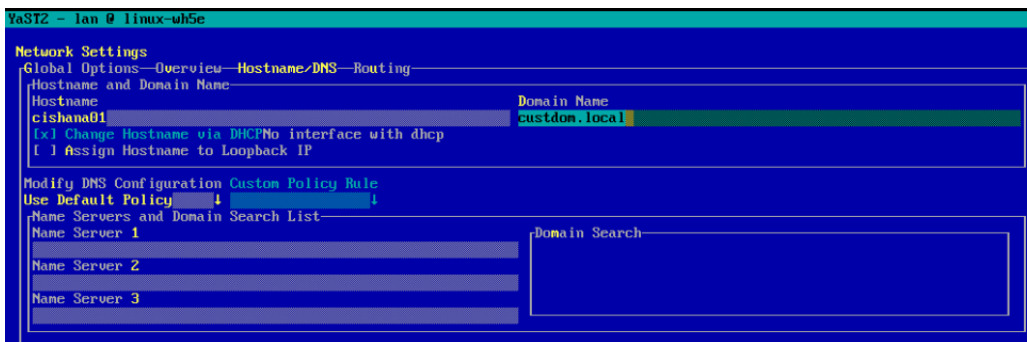 YaST2 - lan @ linux-wh5e
Network Settings
Global Options—Overview—Hostname/DNS—Routing
Hostname and Domain Name
Hostname Domain Name
cishana01 custdom.local
[x] Change Hostname via DHCPNo interface with dhcp
[ ] Assign Hostname to Loopback IP
Modify DNS Configuration Custom Policy Rule
Use Default Policy ↓ ↓
Name Servers and Domain Search List
Name Server 1 Domain Search
Name Server 2
Name Server 3